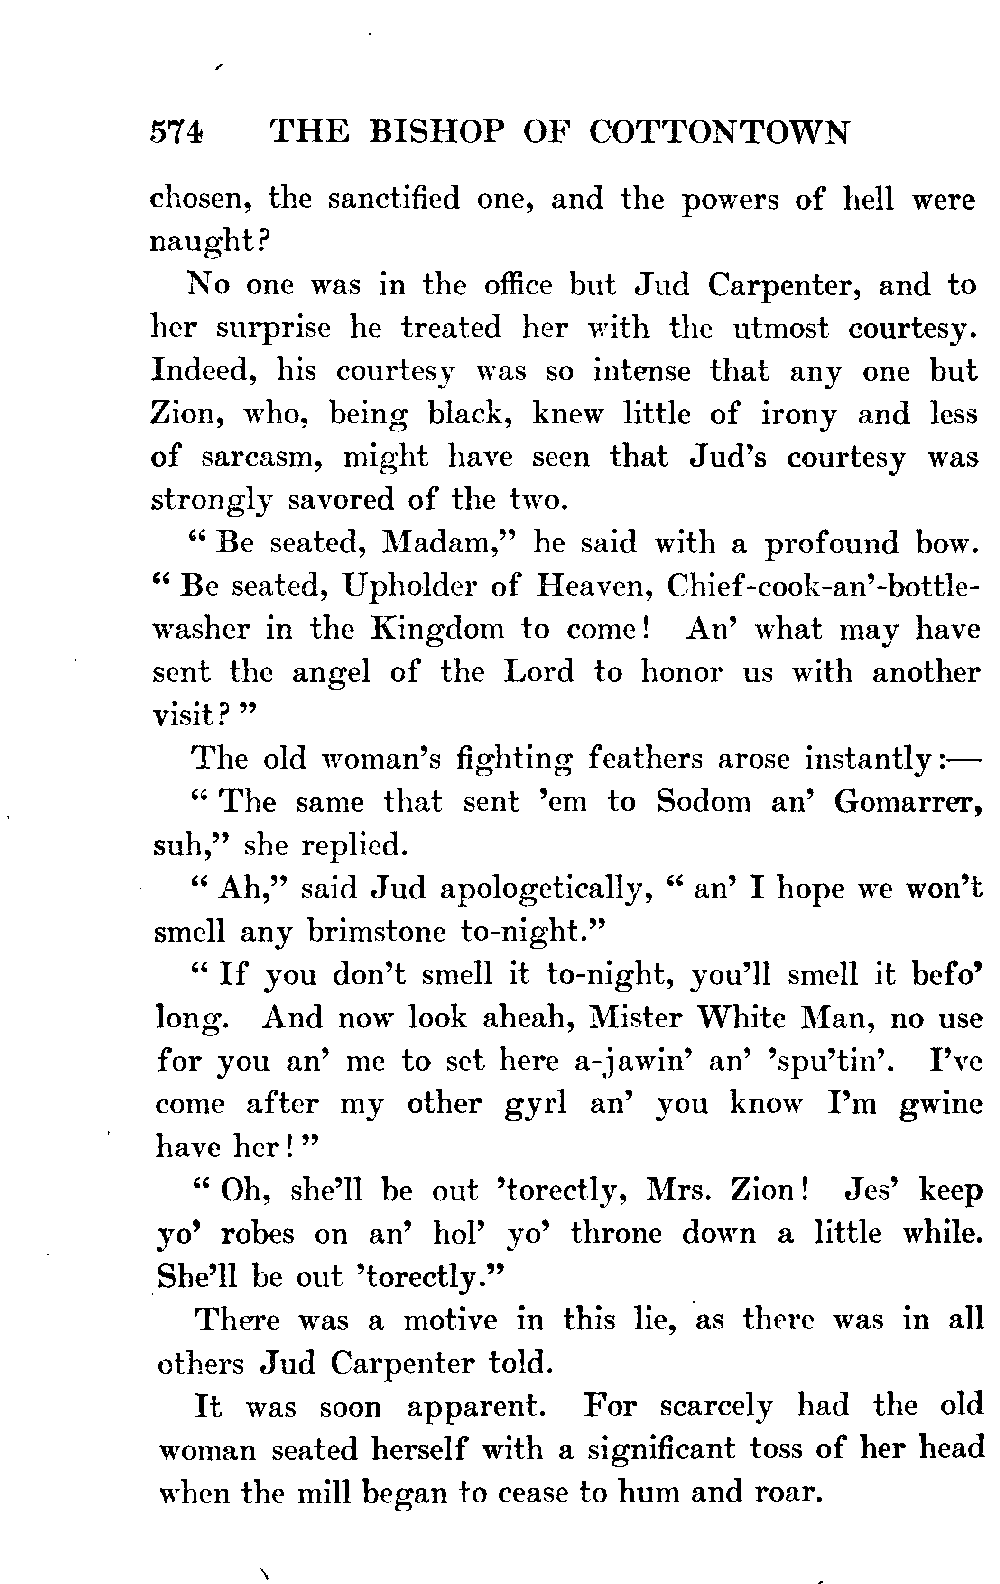 574 THE BISHOP OF COTTONTOWN
chosen, the sanctified one, and the powers of hell were
naught?
No one was in the office but Jud Carpenter, and to
her surprise he treated her with the utmost courtesy.
Indeed, his courtesy was so intense that any one but
Zion, who, being black, knew little of irony and less
of sarcasm, might have seen that Jud's courtesy was
strongly savored of the two.
“ Be seated, Madam,” he said with a profound bow.
“ Be seated, Upholder of Heaven, Chief-cook-an'-bottle-
washer in the Kingdom to come! An' what may have
sent the angel of the Lord to honor us with another
visit? ”
The old woman's fighting feathers arose instantly:—
“ The same that sent 'em to Sodom an' Gomarrer,
suh,” she replied.
“ Ah,” said Jud apologetically, “ an' I hope we won't
smell any brimstone to-night.”
“ If you don't smell it to-night, you'll smell it befo'
long. And now look aheah, Mister White Man, no use
for you an' me to set here a-jawin' an' 'spu'tin'. I've
come after my other gyrl an' you know I'm gwine
have her! ”
“ Oh, she'll be out 'torectly, Mrs. Zion! Jes' keep
yo' robes on an' hol' yo' throne down a little while.
She'll be out 'torectly.”
There was a motive in this lie, as there was in all
others Jud Carpenter told.
It was soon apparent. For scarcely had the old
woman seated herself with a significant toss of her head
when the mill began to cease to hum and roar.